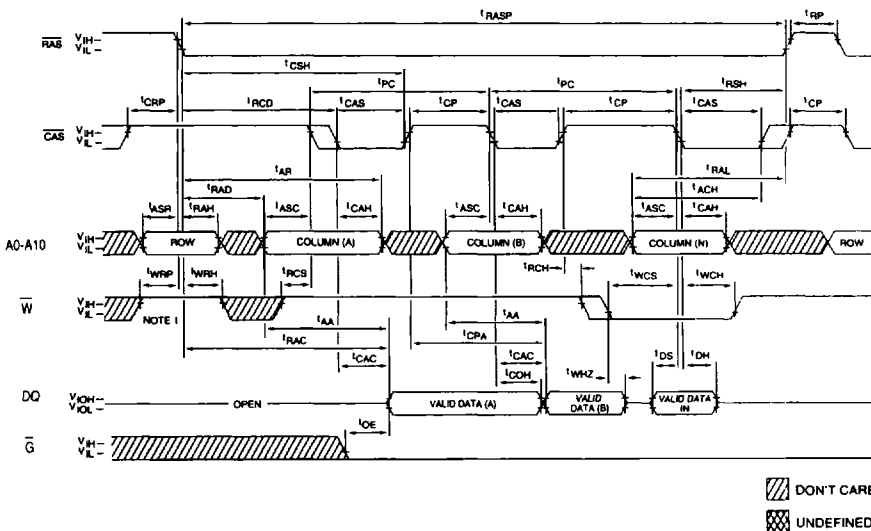 tRASP tRP
RAS VIH VIL
tCSH
tPC tPC tRSH
tCRP tRCD tCAS tCP tCAS tCP tCAS tCP
CAS VIH VIL
tAR tRAL
tRAD tACH
tASR tRAH tASC tCAH tASC tCAH tASC tCAH
A0-A10 VIH VIL ROW COLUMN (A) COLUMN (B) COLUMN (N) ROW
tWRP tWRH tRCS tRCH tWCS tWCH
W VIH VIL NOTE 1
tAA tAA
tRAC tCPA
tCAC tCAC tWHZ tDS tDH
tCOH
DQ VIOH VIOL OPEN VALID DATA (A) VALID DATA (B) VALID DATA IN
tOE
G VIH VIL
DON'T CARE
UNDEFINED